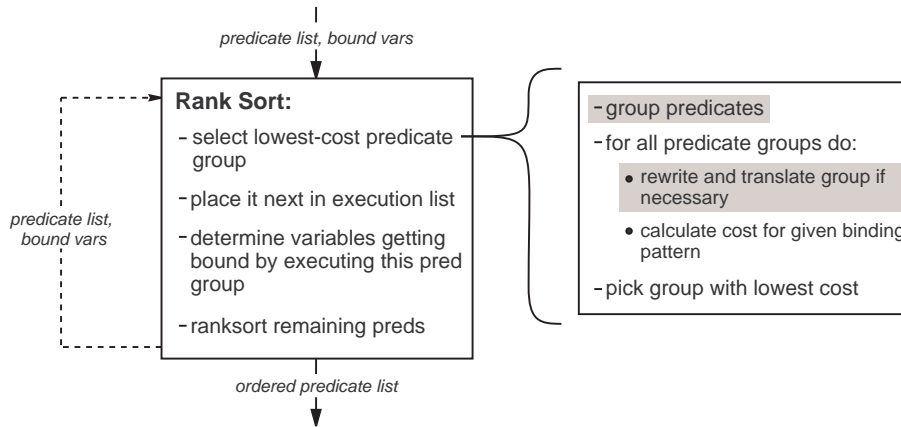 predicate list, bound vars
Rank Sort:
- select lowest-cost predicate
group
- place it next in execution list
- determine variables getting
bound by executing this pred
group
- ranksort remaining preds
predicate list,
bound vars
ordered predicate list
- group predicates
- for all predicate groups do:
• rewrite and translate group if
necessary
• calculate cost for given binding
pattern
- pick group with lowest cost